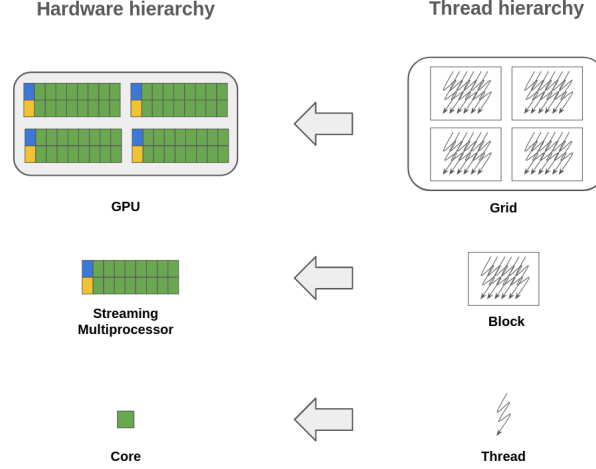 Hardware hierarchy
Thread hierarchy
GPU
Grid
Streaming
Multiprocessor
Block
Core
Thread